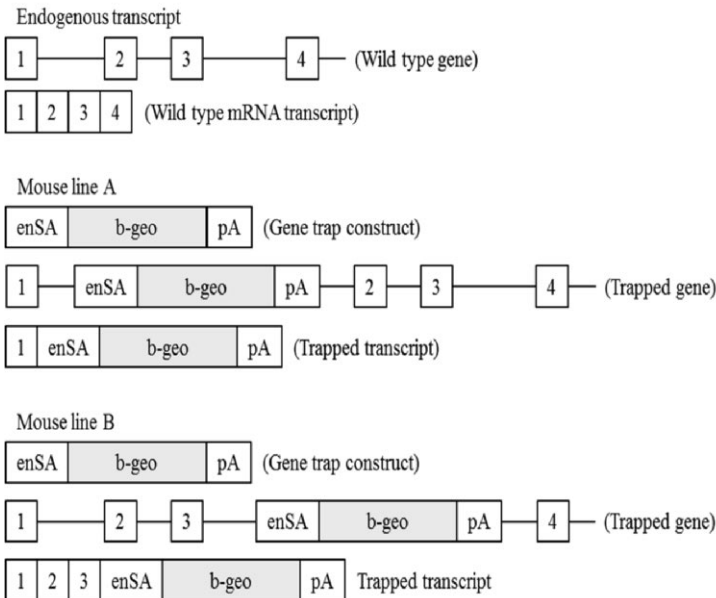 Endogenous transcript
1 2 3 4 (Wild type gene)
1 2 3 4 (Wild type mRNA transcript)
Mouse line A
enSA b-geo pA (Gene trap construct)
1 enSA b-geo pA 2 3 4 (Trapped gene)
1 enSA b-geo pA (Trapped transcript)
Mouse line B
enSA b-geo pA (Gene trap construct)
1 2 3 enSA b-geo pA 4 (Trapped gene)
1 2 3 enSA b-geo pA Trapped transcript